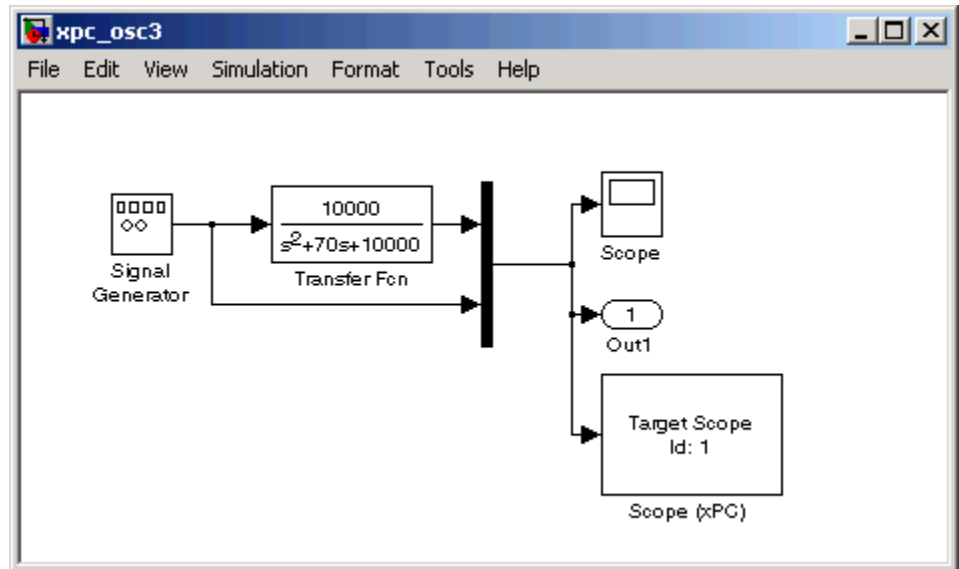 xpc_osc3
File Edit View Simulation Format Tools Help
Signal
Generator
10000
s²+70s+10000
Transfer Fcn
Scope
1
Out1
Target Scope
Id: 1
Scope (xPC)